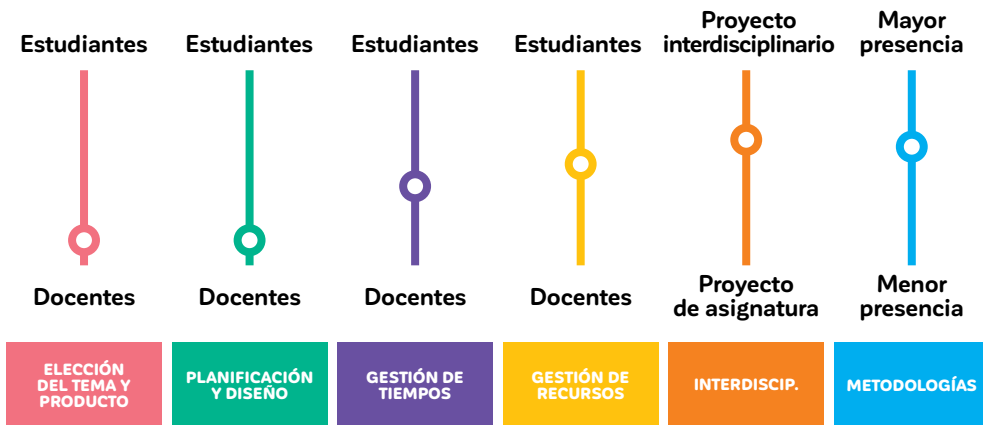 Estudiantes
Estudiantes
Estudiantes
Estudiantes
Proyecto
interdisciplinario
Mayor
presencia
Docentes
Docentes
Docentes
Docentes
Proyecto
de asignatura
Menor
presencia
ELECCIÓN
DEL TEMA Y
PRODUCTO
PLANIFICACIÓN
Y DISEÑO
GESTIÓN DE
TIEMPOS
GESTIÓN DE
RECURSOS
INTERDISCIP.
METODOLOGÍAS